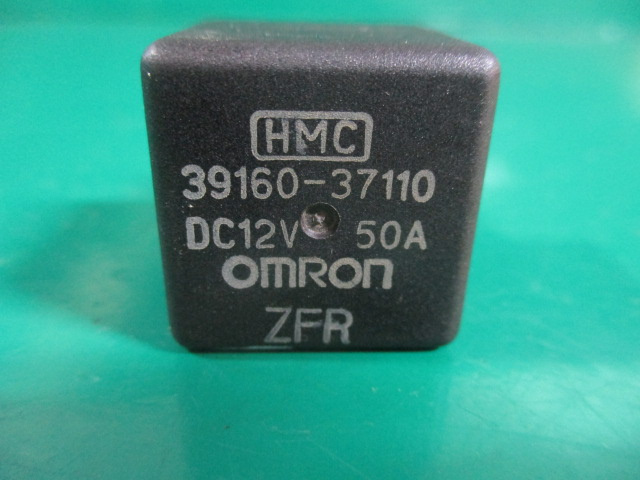 HMC
39160-37110
DC12V 50A
omron
ZFR